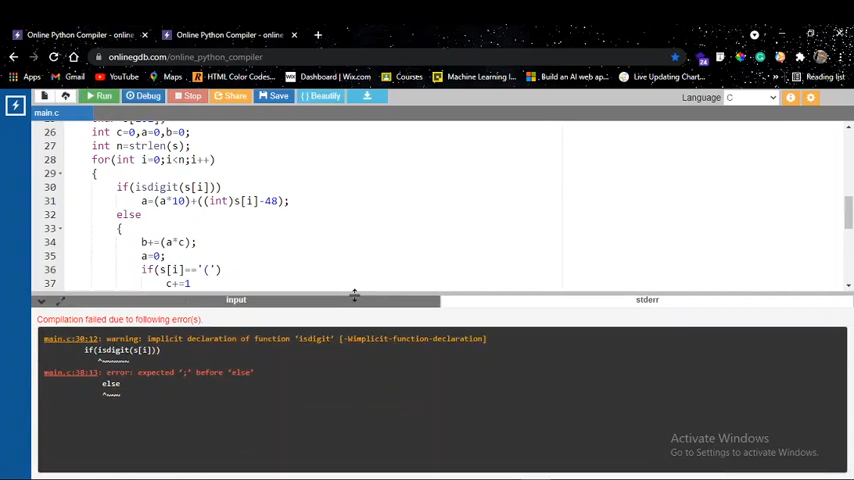 Online Python Compiler - online
Online Python Compiler - online
onlinegdb.com/online_python_compiler
24
Apps
Gmail
YouTube
Maps
HTML Color Codes...
Dashboard | Wix.com
Courses
Machine Learning I...
Build an AI web ap...
Live Updating Chart...
Reading list
Run
Debug
Stop
Share
Save
{ } Beautify
Language
C
main.c
26 int c=0,a=0,b=0;
27 int n=strlen(s);
28 for(int i=0;i<n;i++)
29 {
30 if(isdigit(s[i]))
31 a=(a*10)+((int)s[i]-48);
32 else
33 {
34 b+=(a*c);
35 a=0;
36 if(s[i]=='(')
37 c+=1
input
stderr
Compilation failed due to following error(s).
main.c:30:12: warning: implicit declaration of function ‘isdigit’ [-Wimplicit-function-declaration]
if(isdigit(s[i]))
^~~~~~~
main.c:38:13: error: expected ‘;’ before ‘else’
else
^~~~
Activate Windows
Go to Settings to activate Windows.